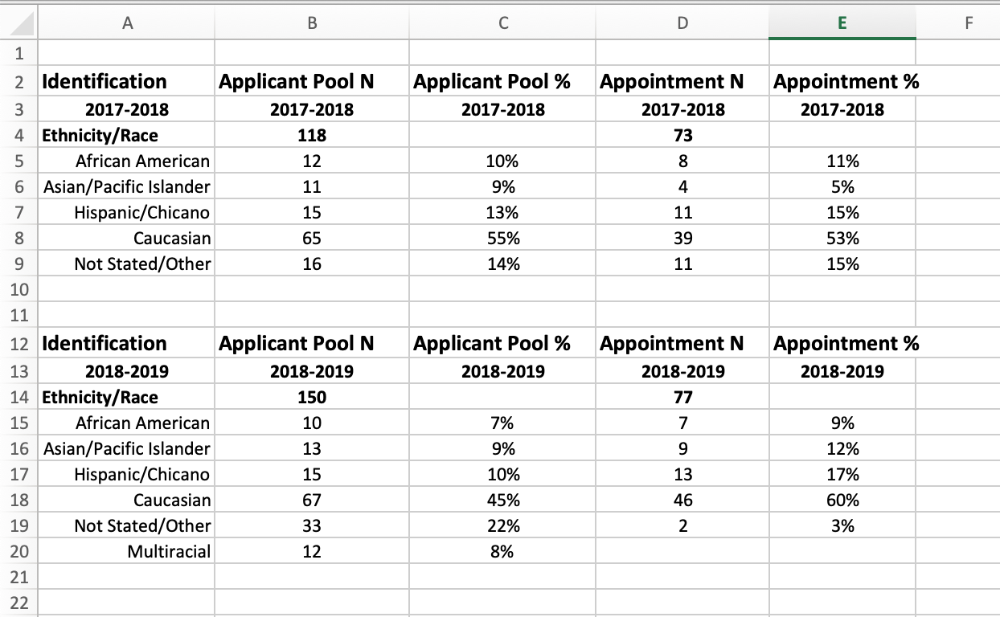 A B C D E F
1
2 Identification Applicant Pool N Applicant Pool % Appointment N Appointment %
3 2017-2018 2017-2018 2017-2018 2017-2018 2017-2018
4 Ethnicity/Race 118 73
5 African American 12 10% 8 11%
6 Asian/Pacific Islander 11 9% 4 5%
7 Hispanic/Chicano 15 13% 11 15%
8 Caucasian 65 55% 39 53%
9 Not Stated/Other 16 14% 11 15%
10
11
12 Identification Applicant Pool N Applicant Pool % Appointment N Appointment %
13 2018-2019 2018-2019 2018-2019 2018-2019 2018-2019
14 Ethnicity/Race 150 77
15 African American 10 7% 7 9%
16 Asian/Pacific Islander 13 9% 9 12%
17 Hispanic/Chicano 15 10% 13 17%
18 Caucasian 67 45% 46 60%
19 Not Stated/Other 33 22% 2 3%
20 Multiracial 12 8%
21
22